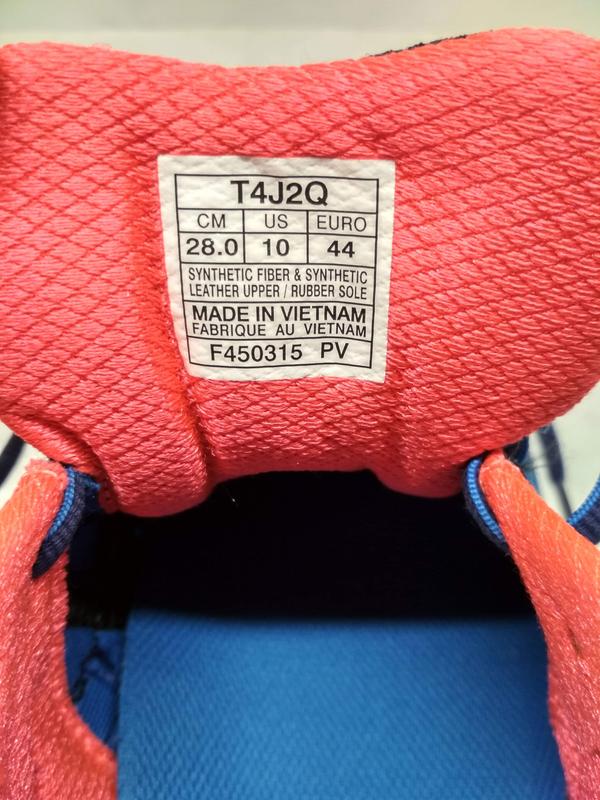 T4J2Q
CM US EURO
28.0 10 44
SYNTHETIC FIBER & SYNTHETIC
LEATHER UPPER / RUBBER SOLE
MADE IN VIETNAM
FABRIQUE AU VIETNAM
F450315 PV